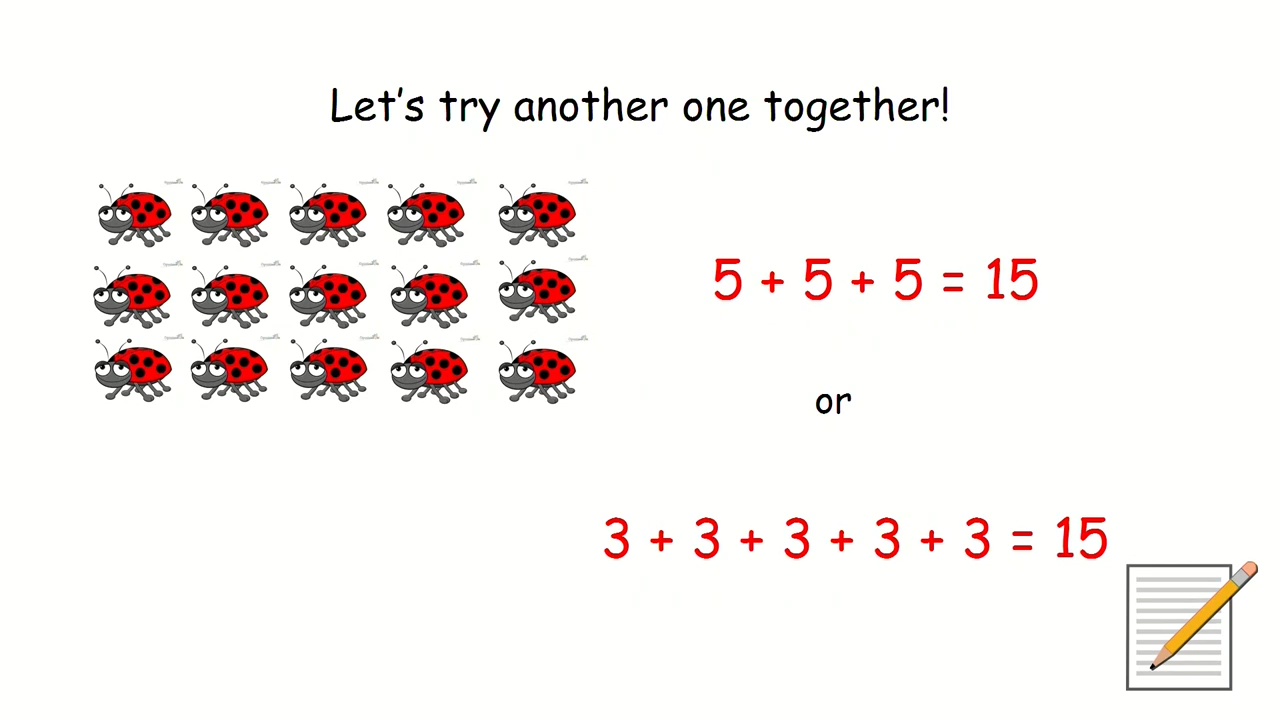 Let's try another one together!
5 + 5 + 5 = 15
or
3 + 3 + 3 + 3 + 3 = 15